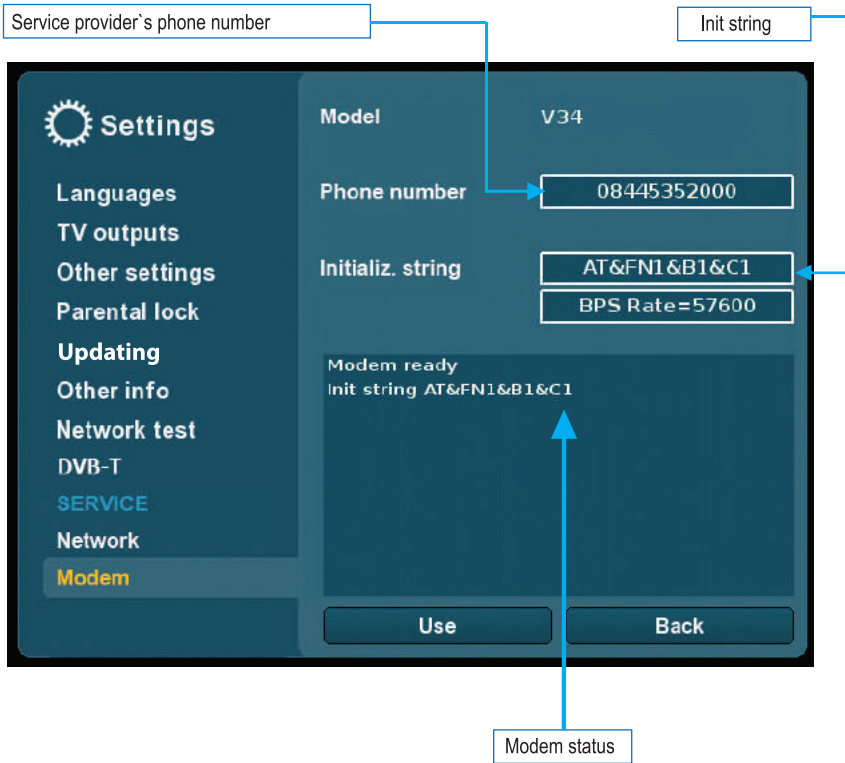 Service provider`s phone number
Init string
Settings
Languages
TV outputs
Other settings
Parental lock
Updating
Other info
Network test
DVB-T
SERVICE
Network
Modem
Model V34
Phone number 08445352000
Initializ. string AT&FN1&B1&C1
BPS Rate=57600
Modem ready
Init string AT&FN1&B1&C1
Use Back
Modem status